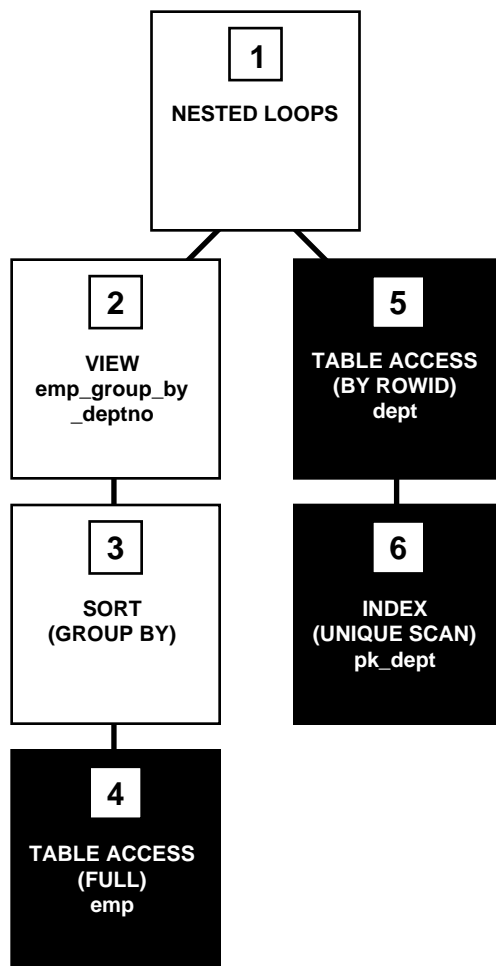 1
NESTED LOOPS
2
VIEW
emp_group_by
_deptno
5
TABLE ACCESS
(BY ROWID)
dept
3
SORT
(GROUP BY)
6
INDEX
(UNIQUE SCAN)
pk_dept
4
TABLE ACCESS
(FULL)
emp